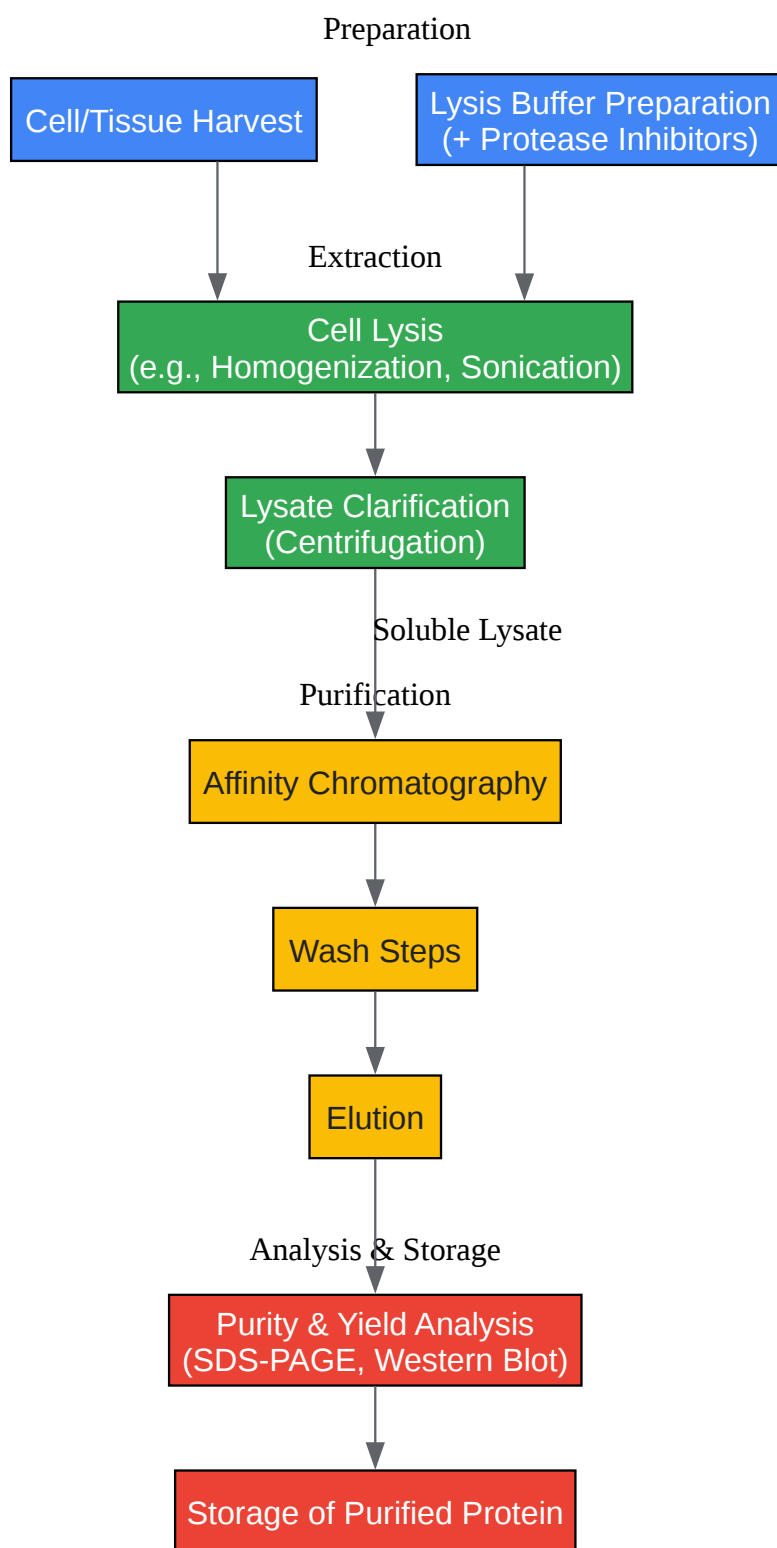 Preparation
Cell/Tissue Harvest
Lysis Buffer Preparation
(+ Protease Inhibitors)
Extraction
Cell Lysis
(e.g., Homogenization, Sonication)
Lysate Clarification
(Centrifugation)
Soluble Lysate
Purification
Affinity Chromatography
Wash Steps
Elution
Analysis & Storage
Purity & Yield Analysis
(SDS-PAGE, Western Blot)
Storage of Purified Protein